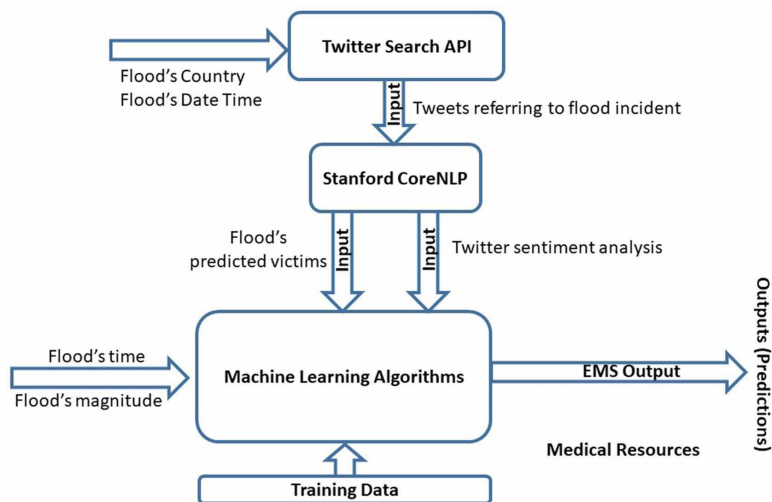 Twitter Search API
Flood's Country
Flood's Date Time
Input
Tweets referring to flood incident
Stanford CoreNLP
Flood's
predicted victims
Input
Input
Twitter sentiment analysis
Flood's time
Flood's magnitude
Machine Learning Algorithms
EMS Output
Outputs (Predictions)
Medical Resources
Training Data